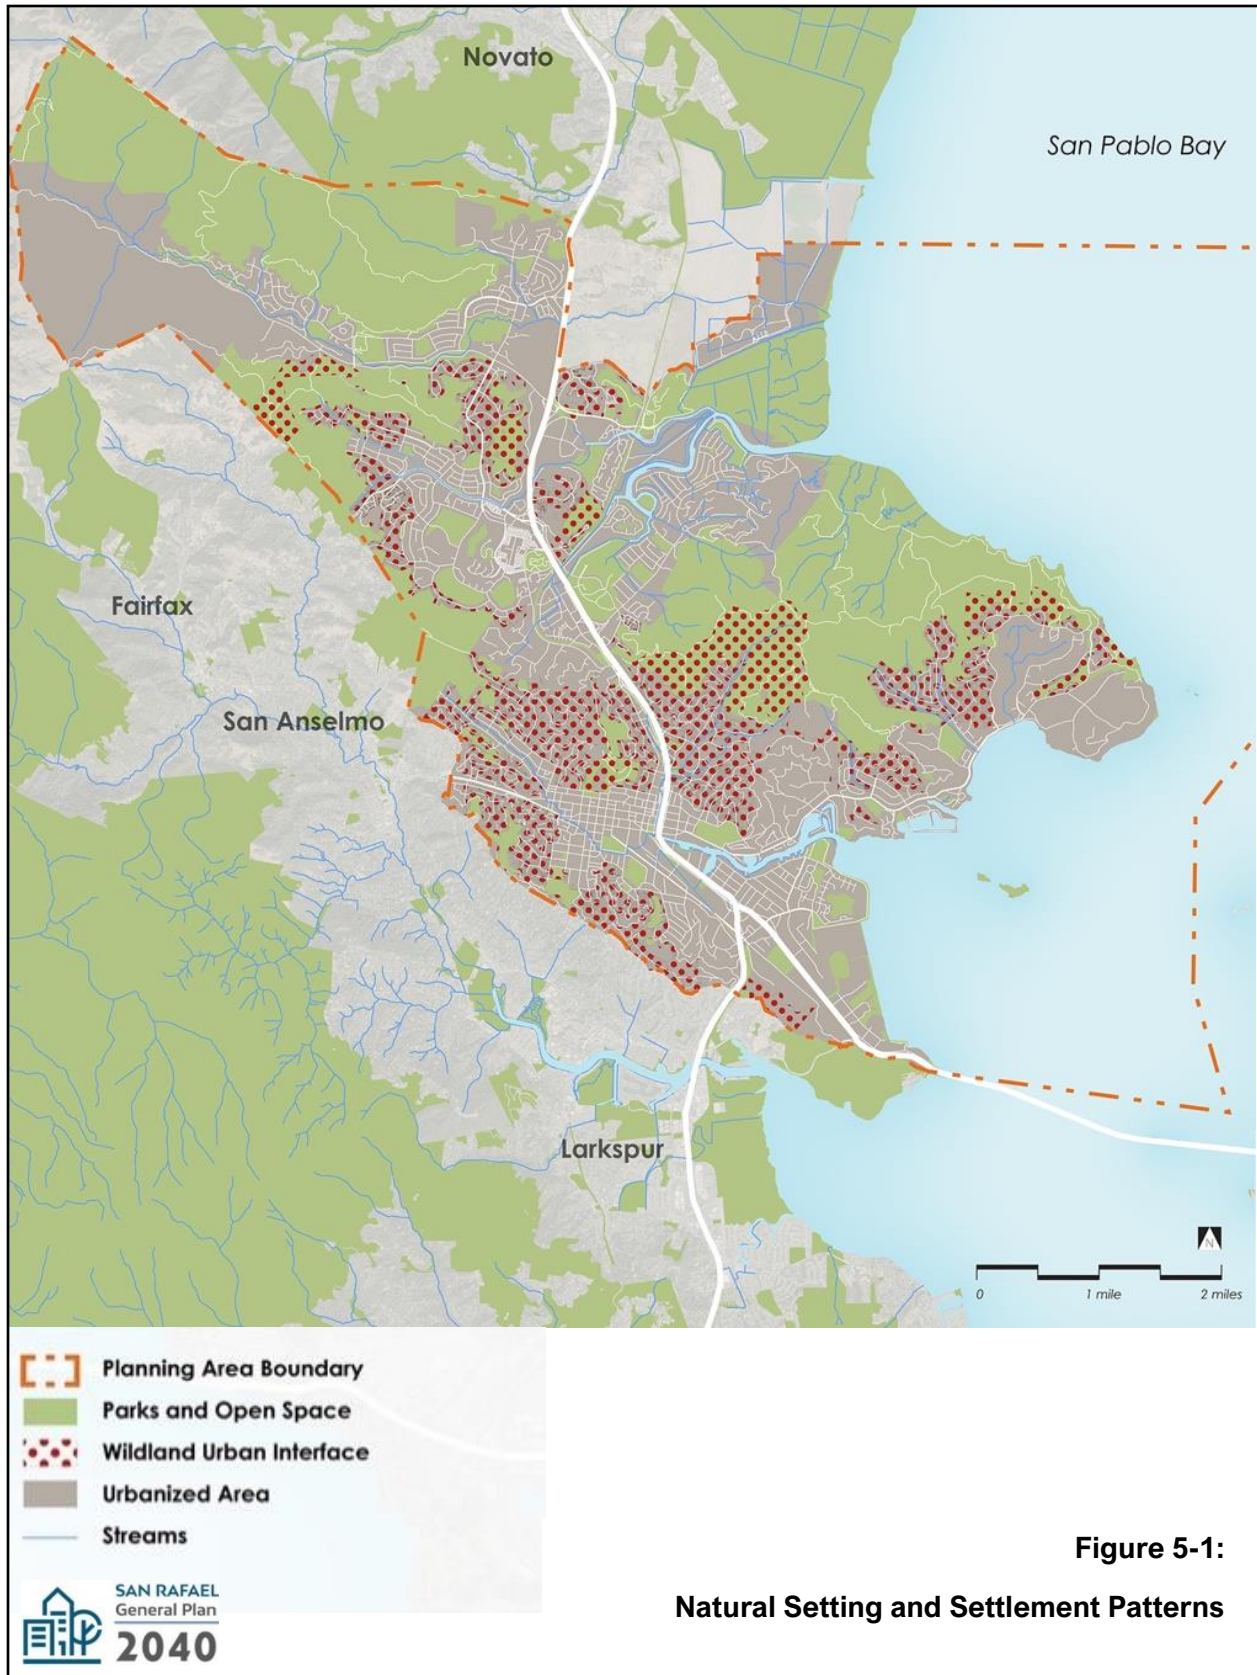 Novato
San Pablo Bay
Fairfax
San Anselmo
Larkspur
N
0 1 mile 2 miles
Planning Area Boundary
Parks and Open Space
Wildland Urban Interface
Urbanized Area
Streams
Figure 5-1:
Natural Setting and Settlement Patterns
SAN RAFAEL
General Plan
2040